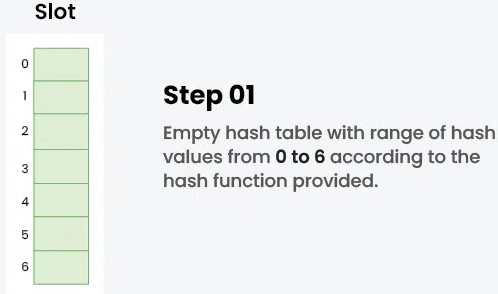 Slot
0
1
2
3
4
5
6
Step 01
Empty hash table with range of hash
values from 0 to 6 according to the
hash function provided.